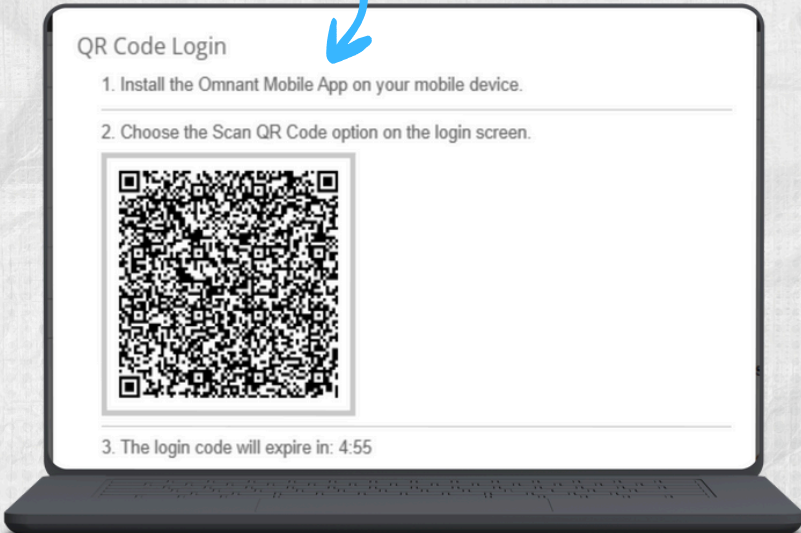 QR Code Login
1. Install the Omnant Mobile App on your mobile device.
2. Choose the Scan QR Code option on the login screen.
3. The login code will expire in: 4:55